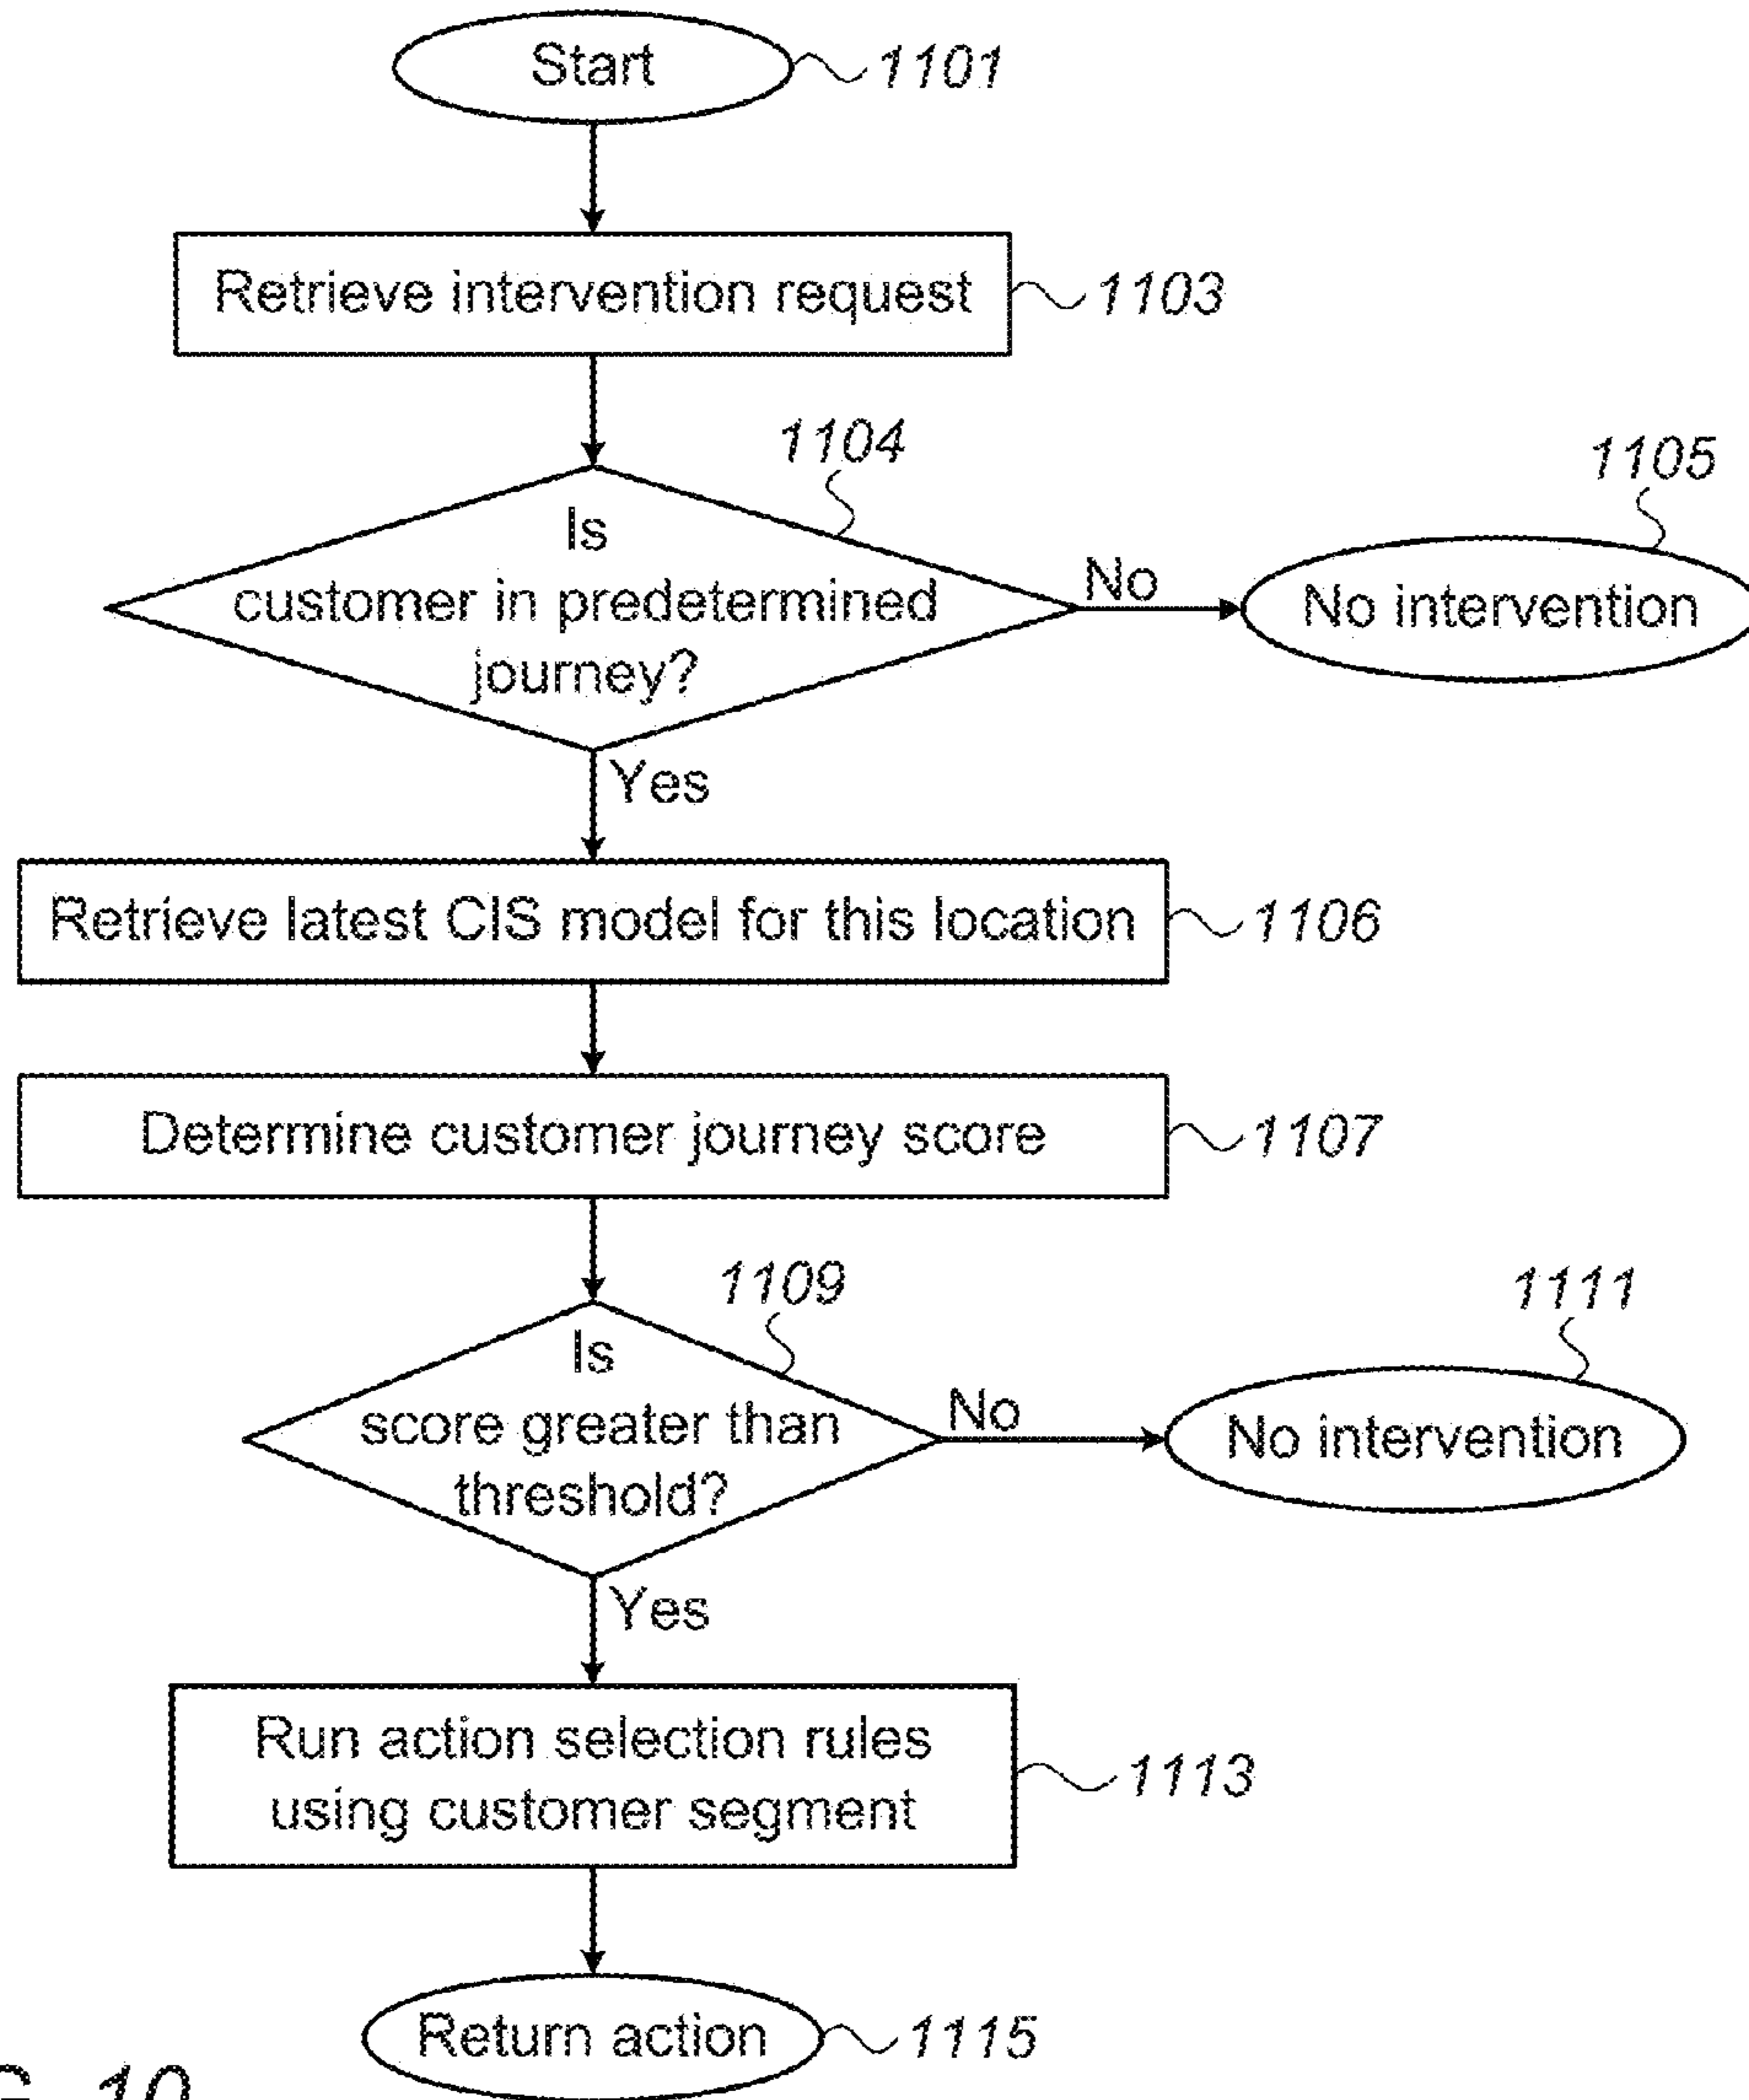 Start 1101
Retrieve intervention request 1103
1104
1105
Is
customer in predetermined
journey?
No
No intervention
Yes
Retrieve latest CIS model for this location 1106
Determine customer journey score 1107
1109
1111
Is
score greater than
threshold?
No
No intervention
Yes
Run action selection rules
using customer segment
1113
Return action 1115
10